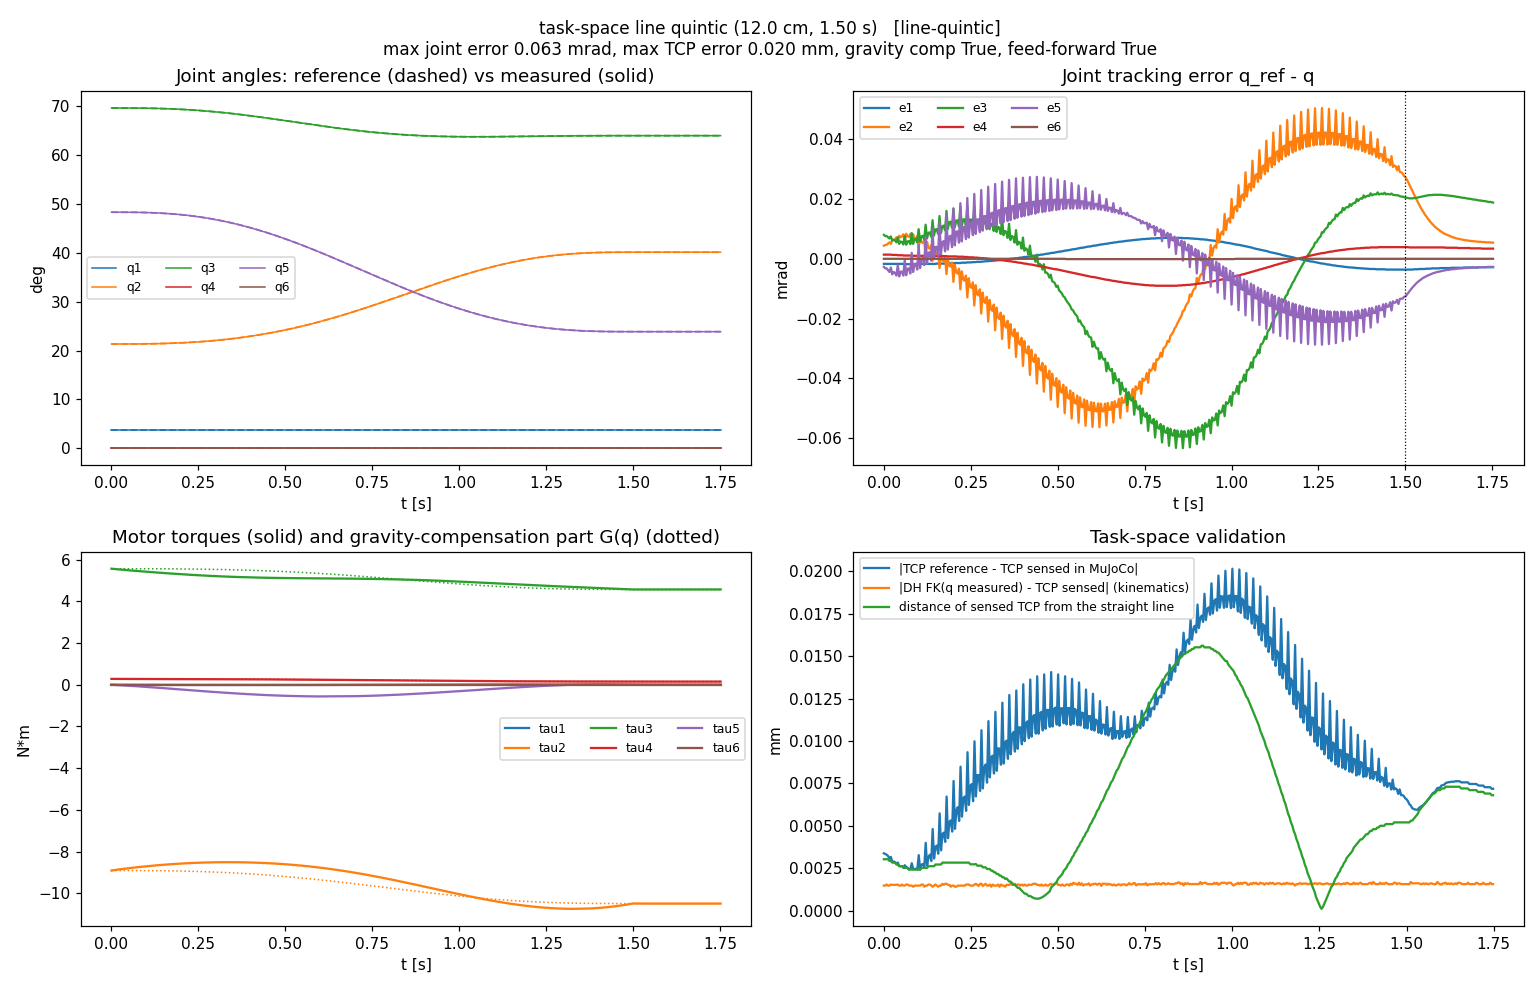 task-space line quintic (12.0 cm, 1.50 s)   [line-quintic]
max joint error 0.063 mrad, max TCP error 0.020 mm, gravity comp True, feed-forward True
Joint angles: reference (dashed) vs measured (solid)
70
60
50
40
30
20
10
0
deg
q1 q3 q5
q2 q4 q6
0.00 0.25 0.50 0.75 1.00 1.25 1.50 1.75
t [s]
Joint tracking error q_ref - q
0.04
0.02
0.00
−0.02
−0.04
−0.06
mrad
e1 e3 e5
e2 e4 e6
0.00 0.25 0.50 0.75 1.00 1.25 1.50 1.75
t [s]
Motor torques (solid) and gravity-compensation part G(q) (dotted)
6
4
2
0
−2
−4
−6
−8
−10
N*m
tau1 tau3 tau5
tau2 tau4 tau6
0.00 0.25 0.50 0.75 1.00 1.25 1.50 1.75
t [s]
Task-space validation
0.0200
0.0175
0.0150
0.0125
0.0100
0.0075
0.0050
0.0025
0.0000
mm
|TCP reference - TCP sensed in MuJoCo|
|DH FK(q measured) - TCP sensed| (kinematics)
distance of sensed TCP from the straight line
0.00 0.25 0.50 0.75 1.00 1.25 1.50 1.75
t [s]